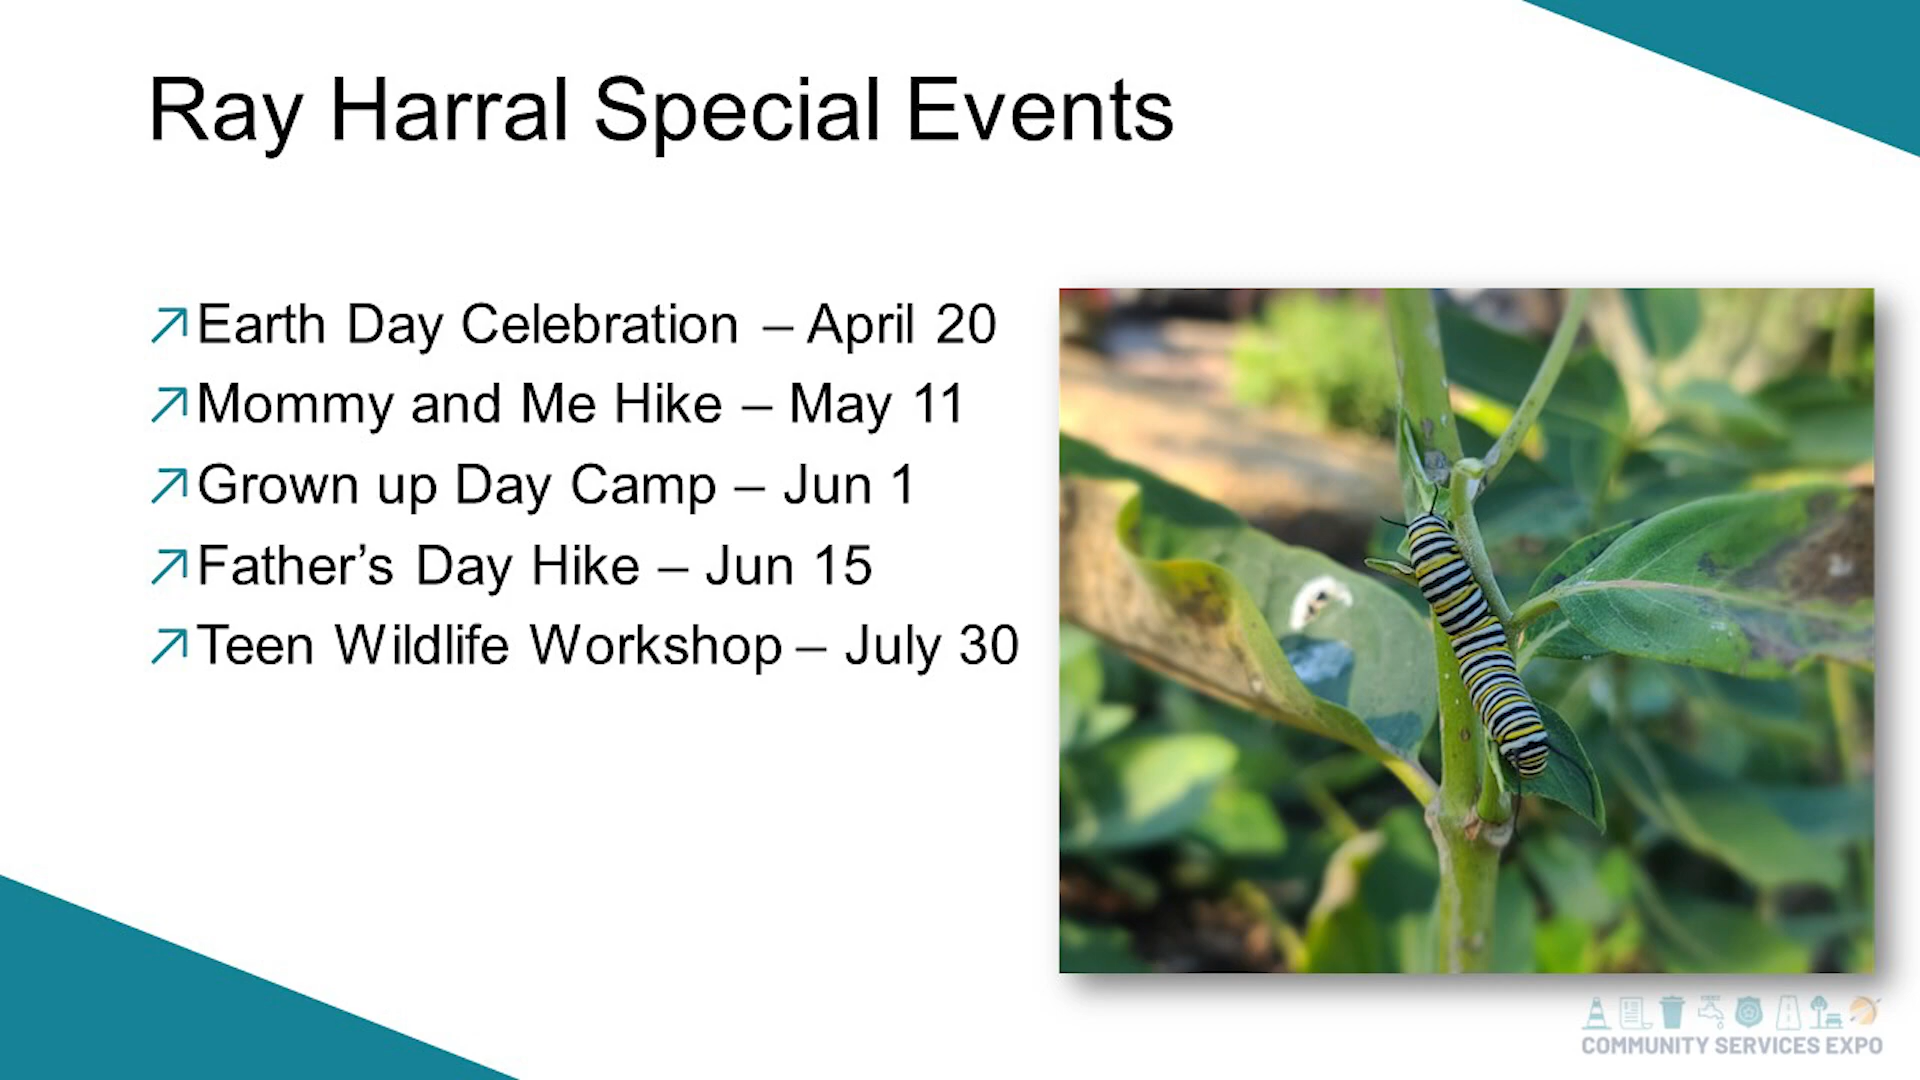 Ray Harral Special Events
Earth Day Celebration – April 20
Mommy and Me Hike – May 11
Grown up Day Camp – Jun 1
Father’s Day Hike – Jun 15
Teen Wildlife Workshop – July 30
COMMUNITY SERVICES EXPO